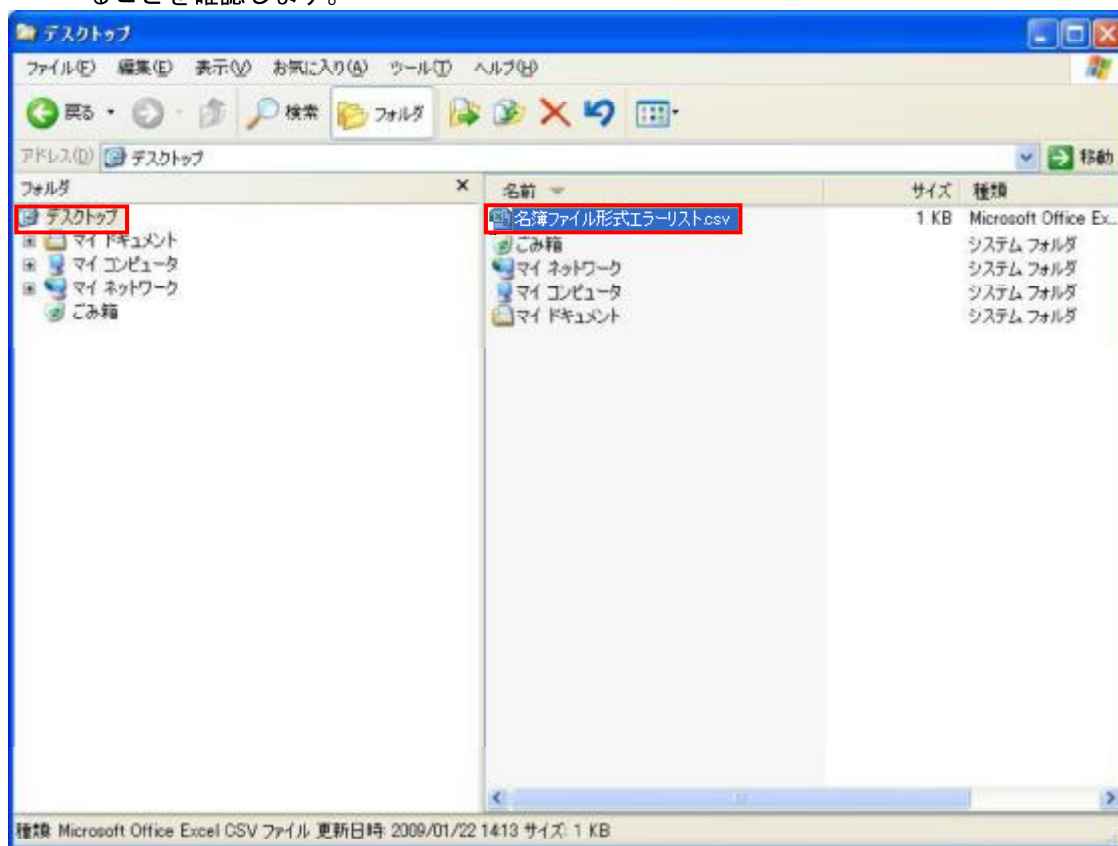 ることを確認します。
デスクトップ
ファイル(F) 編集(E) 表示(V) お気に入り(A) ツール(T) ヘルプ(H)
戻る 検索 フォルダ
アドレス(D) デスクトップ 移動
フォルダ × 名前 サイズ 種類
デスクトップ 名簿ファイル形式エラーリスト.csv 1 KB Microsoft Office Ex...
マイ ドキュメント ごみ箱 システム フォルダ
マイ コンピュータ マイ ネットワーク システム フォルダ
マイ ネットワーク マイ コンピュータ システム フォルダ
ごみ箱 マイ ドキュメント システム フォルダ
種類: Microsoft Office Excel CSV ファイル 更新日時: 2009/01/22 14:13 サイズ: 1 KB